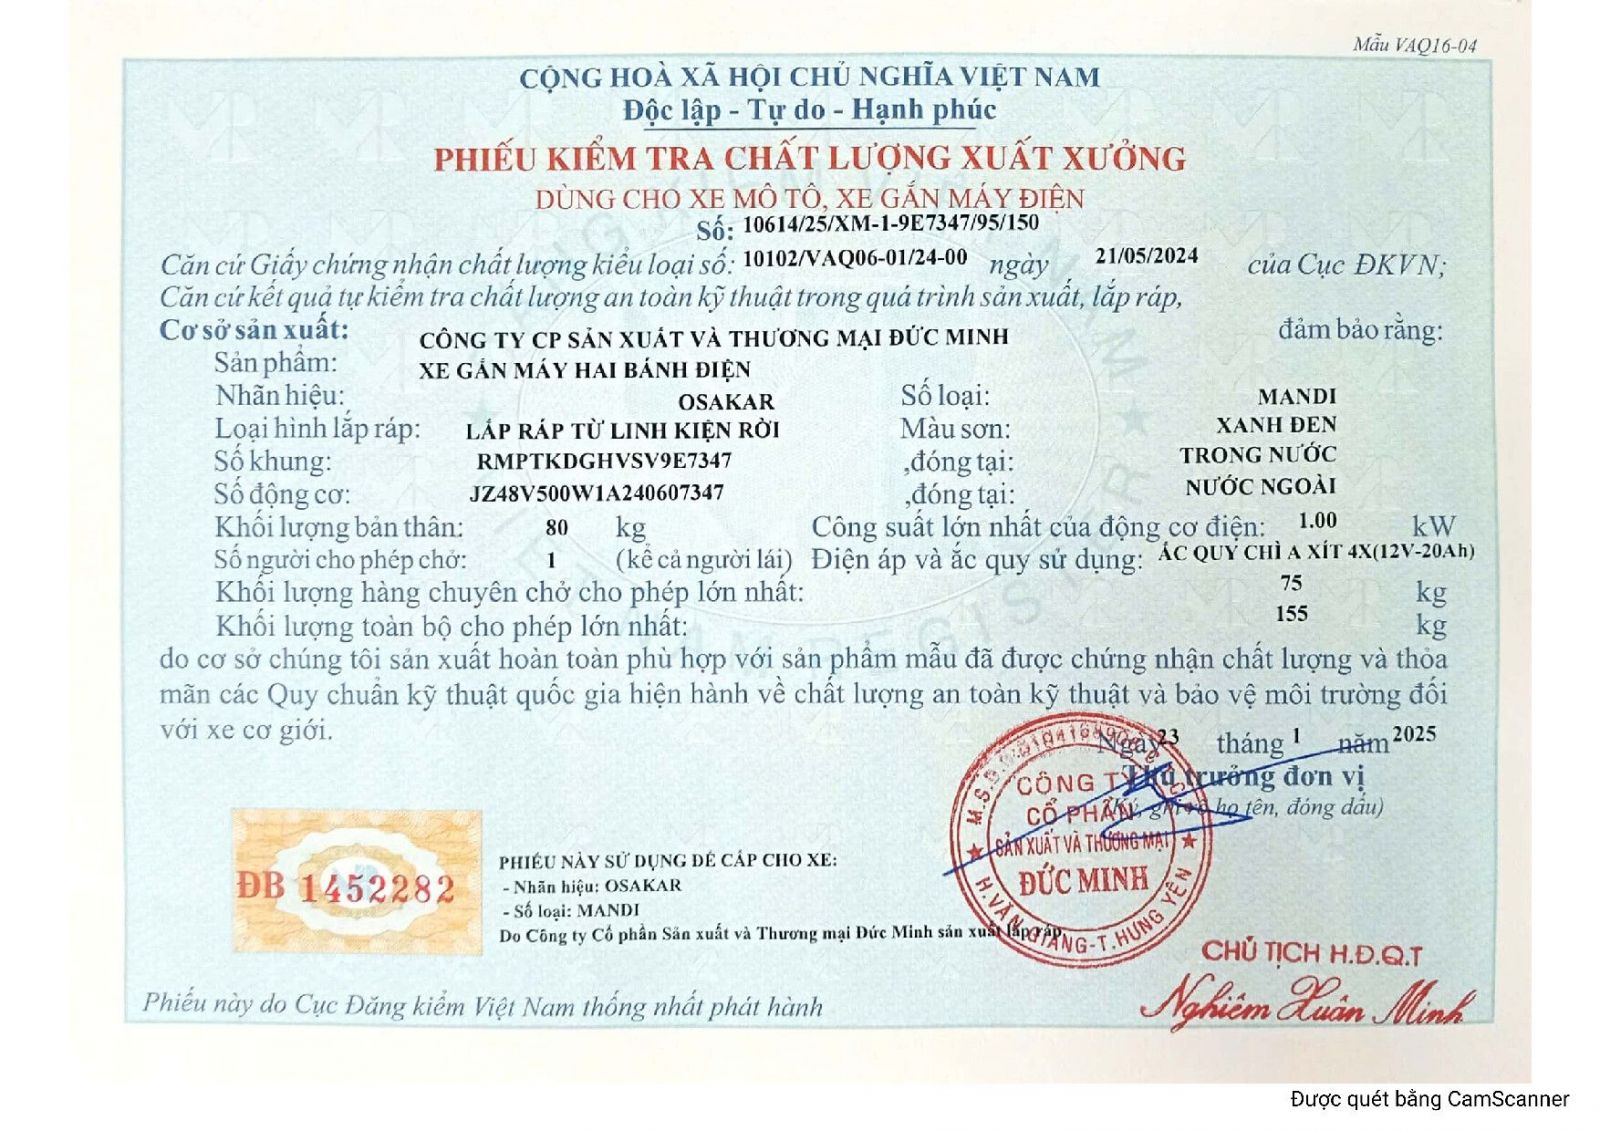 Mẫu VAQ16-04
CỘNG HOÀ XÃ HỘI CHỦ NGHĨA VIỆT NAM
Độc lập - Tự do - Hạnh phúc
PHIẾU KIỂM TRA CHẤT LƯỢNG XUẤT XƯỞNG
DÙNG CHO XE MÔ TÔ, XE GẮN MÁY ĐIỆN
Số: 10614/25/XM-1-9E7347/95/150
Căn cứ Giấy chứng nhận chất lượng kiểu loại số: 10102/VAQ06-01/24-00 ngày 21/05/2024 của Cục ĐKVN;
Căn cứ kết quả tự kiểm tra chất lượng an toàn kỹ thuật trong quá trình sản xuất, lắp ráp,
Cơ sở sản xuất: CÔNG TY CP SẢN XUẤT VÀ THƯƠNG MẠI ĐỨC MINH đảm bảo rằng:
Sản phẩm: XE GẮN MÁY HAI BÁNH ĐIỆN
Nhãn hiệu: OSAKAR Số loại: MANDI
Loại hình lắp ráp: LẮP RÁP TỪ LINH KIỆN RỜI Màu sơn: XANH ĐEN
Số khung: RMPTKDGHVSV9E7347 ,đóng tại: TRONG NƯỚC
Số động cơ: JZ48V500W1A240607347 ,đóng tại: NƯỚC NGOÀI
Khối lượng bản thân: 80 kg Công suất lớn nhất của động cơ điện: 1.00 kW
Số người cho phép chở: 1 (kể cả người lái) Điện áp và ắc quy sử dụng: ẮC QUY CHÌ A XÍT 4X(12V-20Ah)
Khối lượng hàng chuyên chở cho phép lớn nhất: 75 kg
Khối lượng toàn bộ cho phép lớn nhất: 155 kg
do cơ sở chúng tôi sản xuất hoàn toàn phù hợp với sản phẩm mẫu đã được chứng nhận chất lượng và thỏa
mãn các Quy chuẩn kỹ thuật quốc gia hiện hành về chất lượng an toàn kỹ thuật và bảo vệ môi trường đối
với xe cơ giới.
Ngày 23 tháng 1 năm 2025
Thủ trưởng đơn vị
(Ký, ghi rõ họ tên, đóng dấu)
CÔNG TY
CỔ PHẦN
SẢN XUẤT VÀ THƯƠNG MẠI
ĐỨC MINH
H.VĂN GIANG-T.HƯNG YÊN
ĐB 1452282
PHIẾU NÀY SỬ DỤNG ĐỂ CẤP CHO XE:
- Nhãn hiệu: OSAKAR
- Số loại: MANDI
Do Công ty Cổ phần Sản xuất và Thương mại Đức Minh sản xuất lắp ráp.
CHỦ TỊCH H.Đ.Q.T
Nghiêm Xuân Minh
Phiếu này do Cục Đăng kiểm Việt Nam thống nhất phát hành
Được quét bằng CamScanner